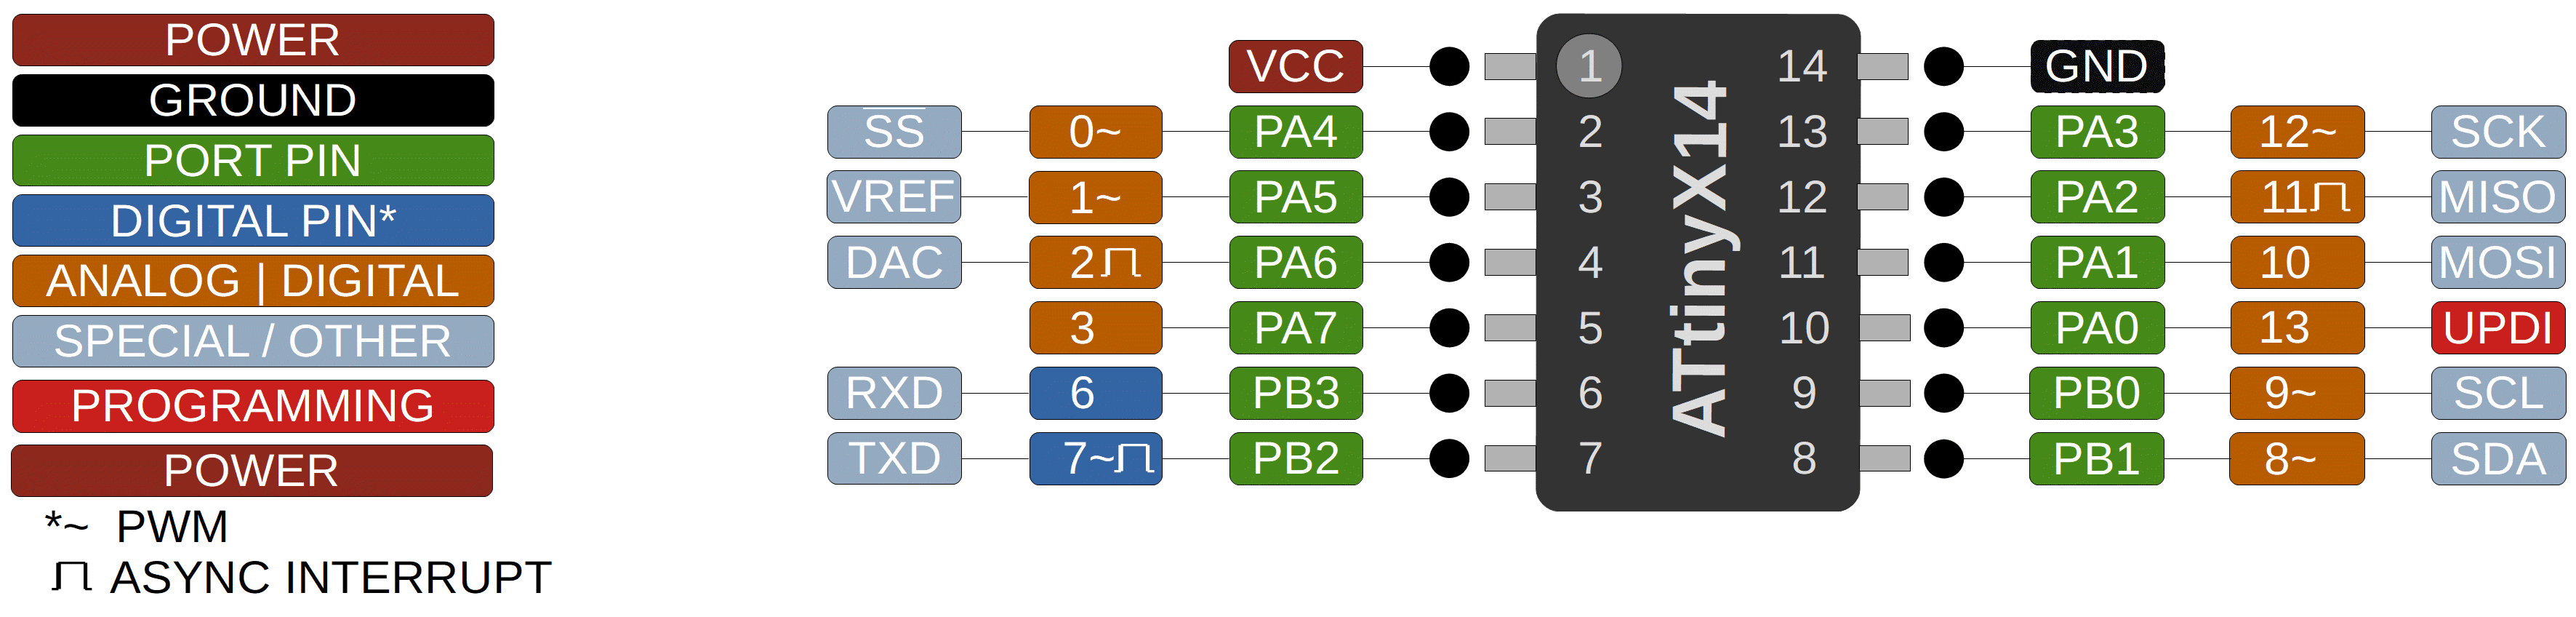 POWER
GROUND
PORT PIN
DIGITAL PIN*
ANALOG | DIGITAL
SPECIAL / OTHER
PROGRAMMING
POWER
*~ PWM
ASYNC INTERRUPT
VCC 1 14 GND
SS 0~ PA4 2 13 PA3 12~ SCK
VREF 1~ PA5 3 12 PA2 11 MISO
DAC 2 PA6 4 11 PA1 10 MOSI
3 PA7 5 10 PA0 13 UPDI
RXD 6 PB3 6 9 PB0 9~ SCL
TXD 7~ PB2 7 8 PB1 8~ SDA
ATtinyX14